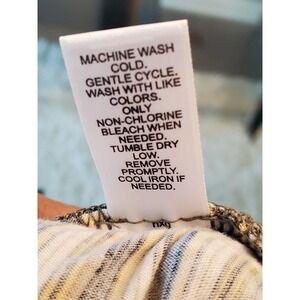 MACHINE WASH
COLD.
GENTLE CYCLE.
WASH WITH LIKE
COLORS.
ONLY
NON-CHLORINE
BLEACH WHEN
NEEDED.
TUMBLE DRY
LOW.
REMOVE
PROMPTLY.
COOL IRON IF
NEEDED.